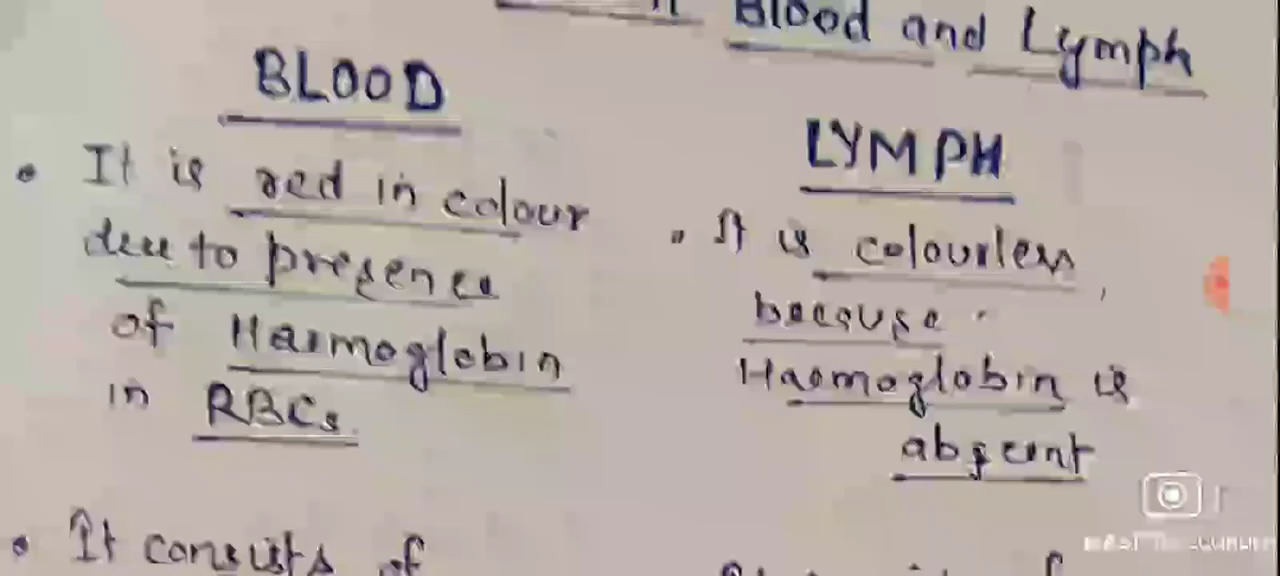 Blood and Lymph
BLOOD
• It is red in colour
due to presence
of Haemoglobin
in RBCs
• It consists of
LYMPH
• It is colourless,
because
Haemoglobin is
absent